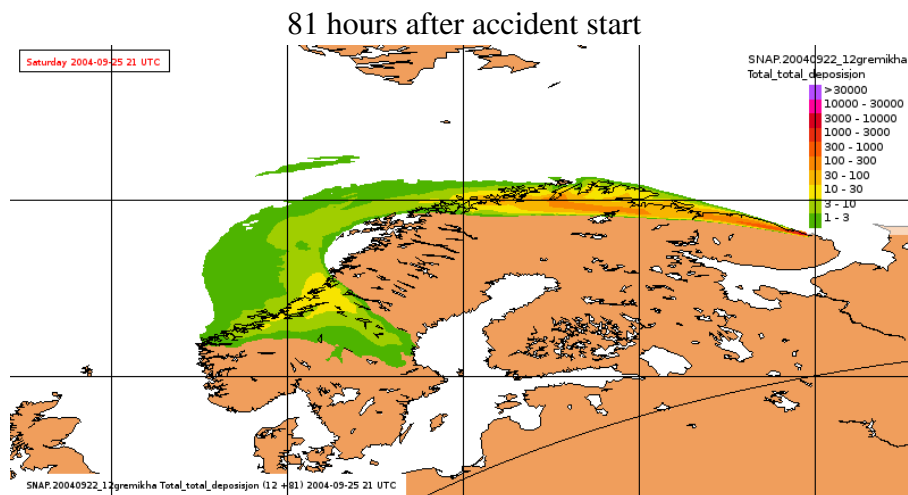 81 hours after accident start
Saturday 2004-09-25 21 UTC
SNAP.20040922_12gremikha
Total_total_deposisjon
>30000
10000 - 30000
3000 - 10000
1000 - 3000
300 - 1000
100 - 300
30 - 100
10 - 30
3 - 10
1 - 3
SNAP.20040922_12gremikha Total_total_deposisjon (12 +81) 2004-09-25 21 UTC